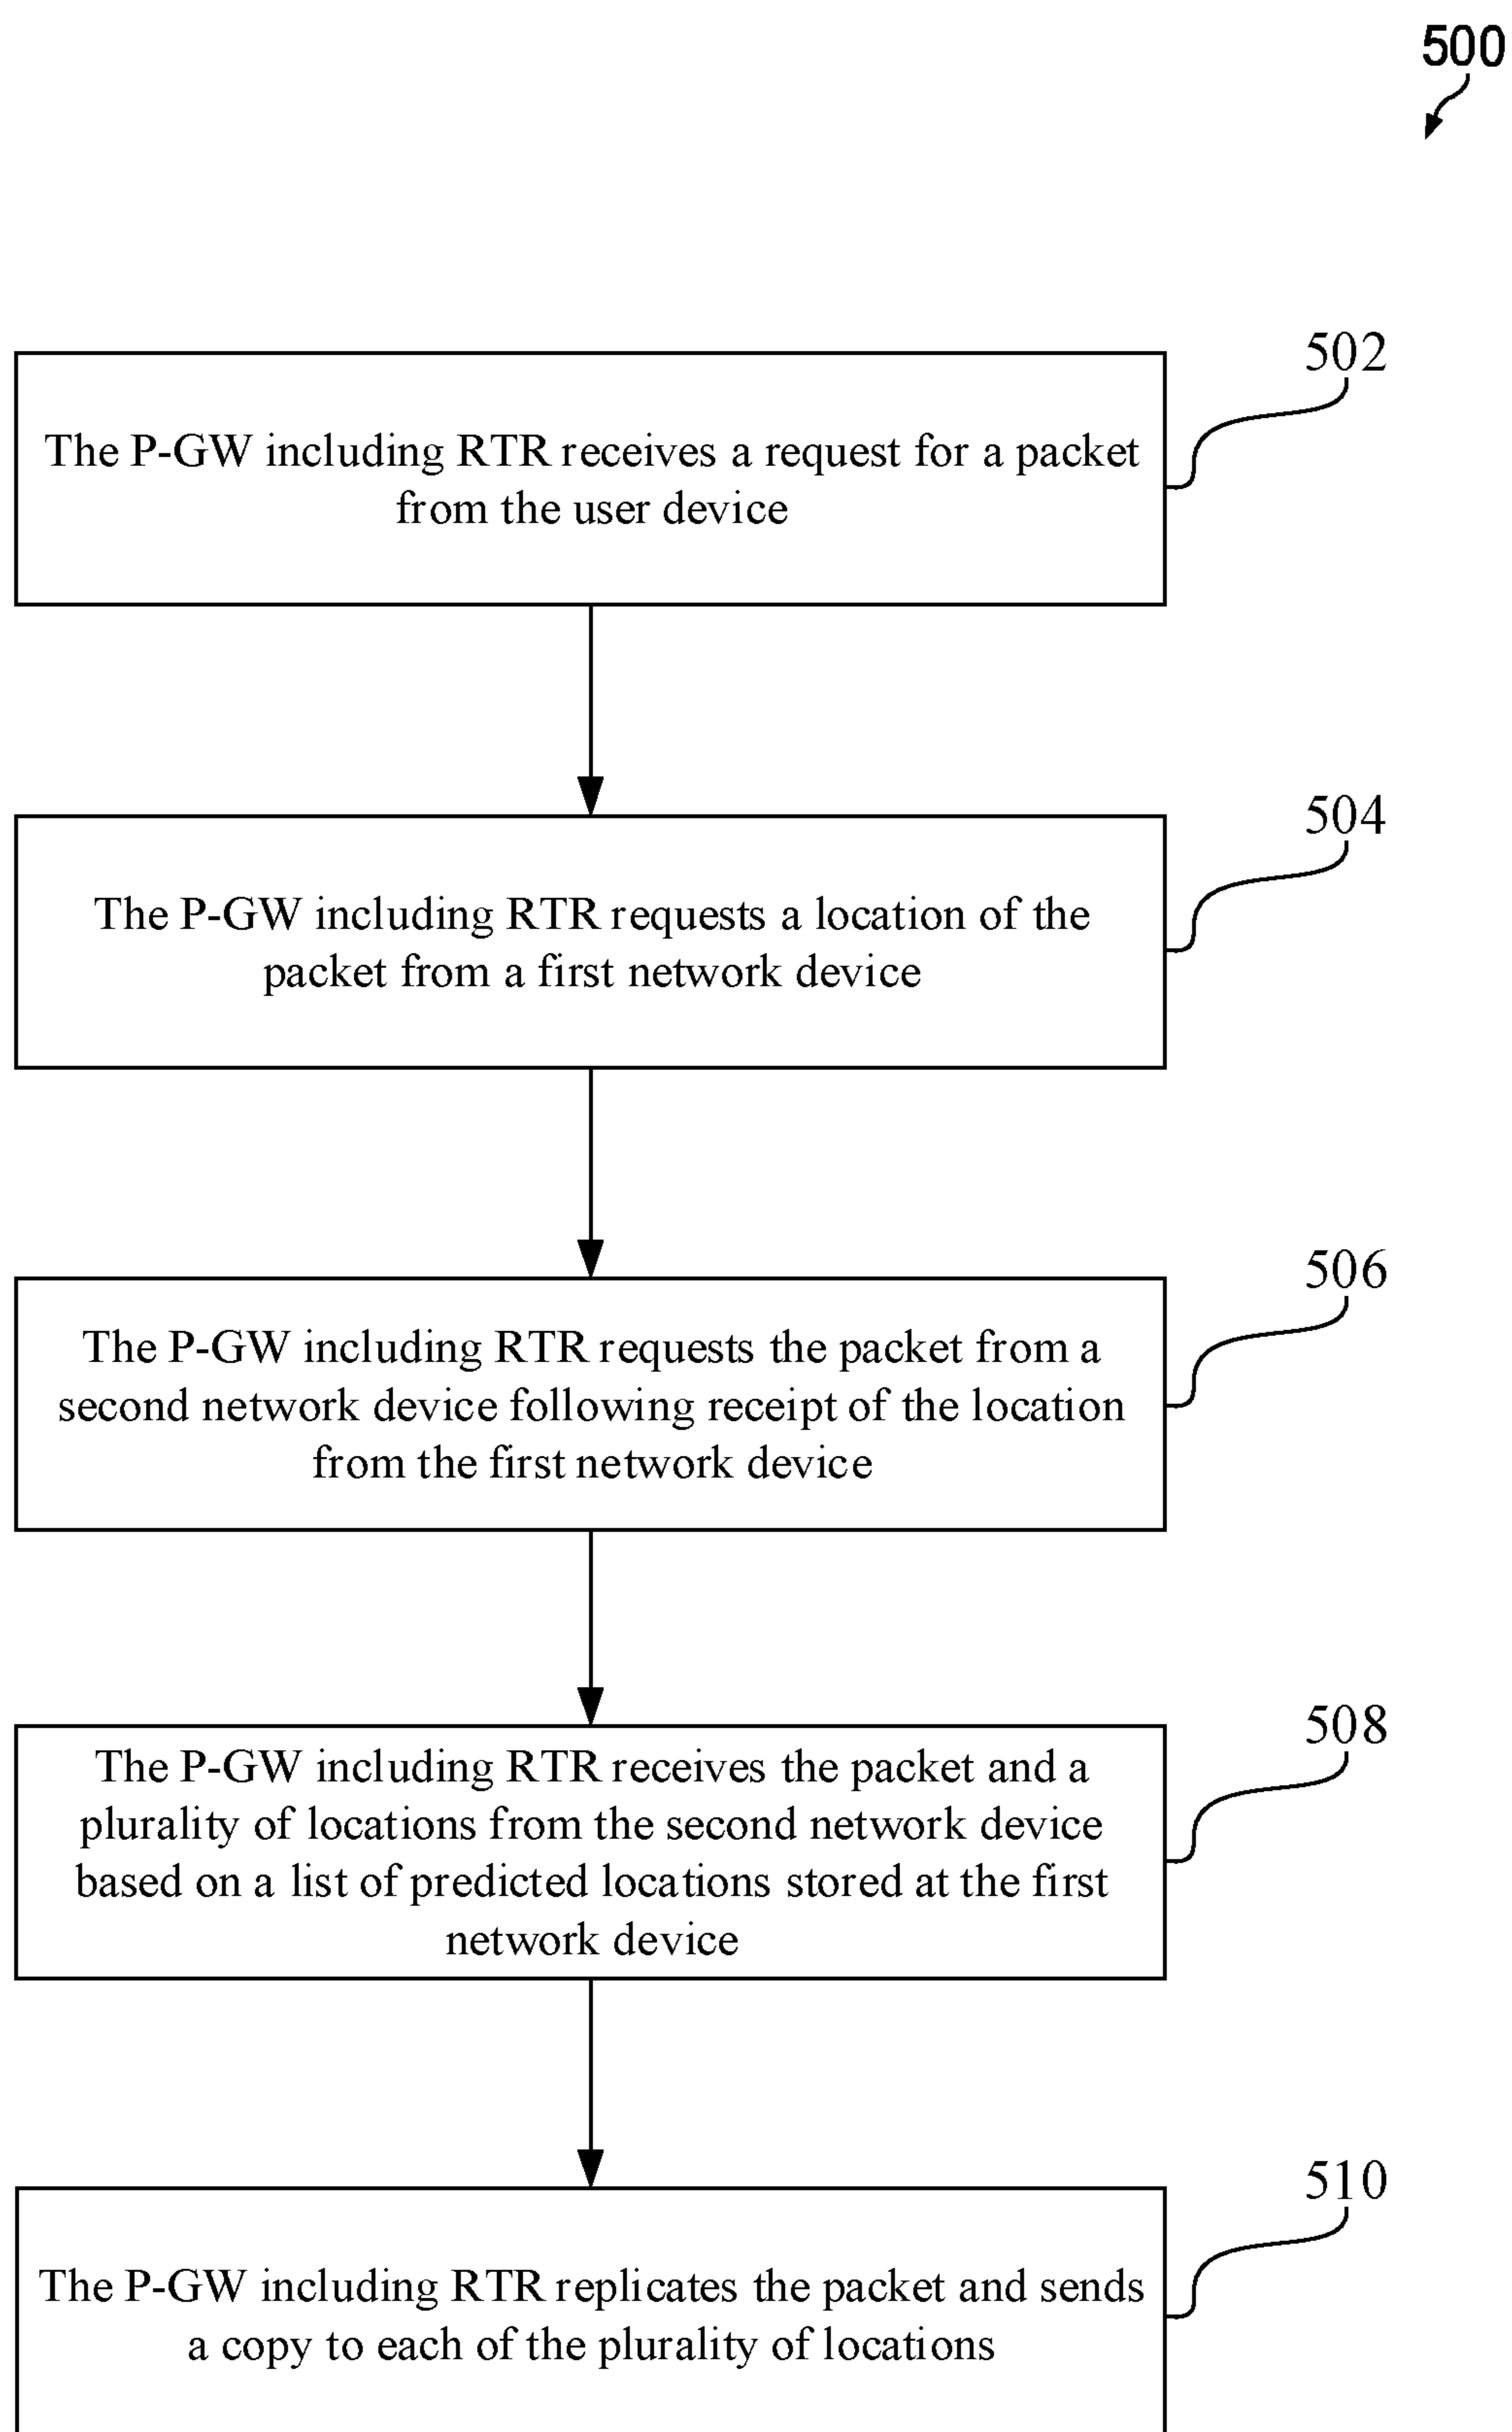 500
502
The P-GW including RTR receives a request for a packet
from the user device
504
The P-GW including RTR requests a location of the
packet from a first network device
506
The P-GW including RTR requests the packet from a
second network device following receipt of the location
from the first network device
508
The P-GW including RTR receives the packet and a
plurality of locations from the second network device
based on a list of predicted locations stored at the first
network device
510
The P-GW including RTR replicates the packet and sends
a copy to each of the plurality of locations